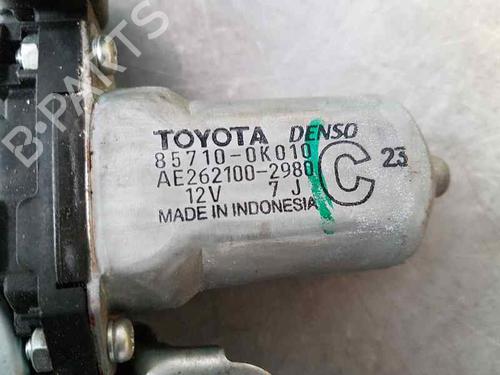 TOYOTA DENSO
85710-0K010
AE262100-2980
12V 7 J
MADE IN INDONESIA
C 23
B-PARTS